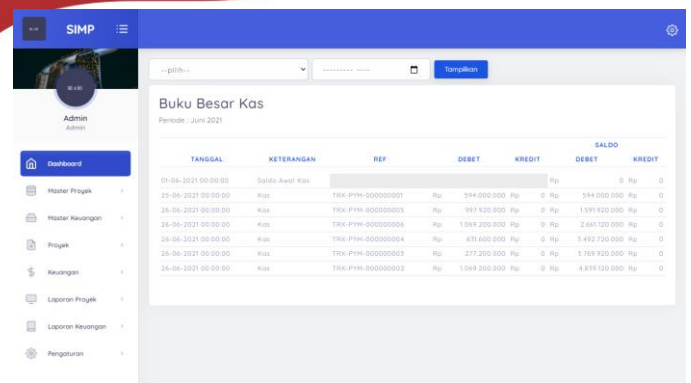 SIMP
--pilih--
Tampilkan
Admin
Admin
Dashboard
Master Proyek
Master Keuangan
Proyek
Keuangan
Laporan Proyek
Laporan Keuangan
Pengaturan
Buku Besar Kas
Periode : Juni 2021
SALDO
TANGGAL KETERANGAN REF DEBET KREDIT DEBET KREDIT
01-06-2021 00:00:00 Saldo Awal Kas Rp 0 Rp 0
25-06-2021 00:00:00 Kas TRX-PYM-000000001 Rp 594.000.000 Rp 0 Rp 594.000.000 Rp 0
26-06-2021 00:00:00 Kas TRX-PYM-000000005 Rp 997.920.000 Rp 0 Rp 1.591.920.000 Rp 0
26-06-2021 00:00:00 Kas TRX-PYM-000000006 Rp 1.069.200.000 Rp 0 Rp 2.661.120.000 Rp 0
26-06-2021 00:00:00 Kas TRX-PYM-000000004 Rp 831.600.000 Rp 0 Rp 3.492.720.000 Rp 0
26-06-2021 00:00:00 Kas TRX-PYM-000000003 Rp 277.200.000 Rp 0 Rp 3.769.920.000 Rp 0
26-06-2021 00:00:00 Kas TRX-PYM-000000002 Rp 1.069.200.000 Rp 0 Rp 4.839.120.000 Rp 0